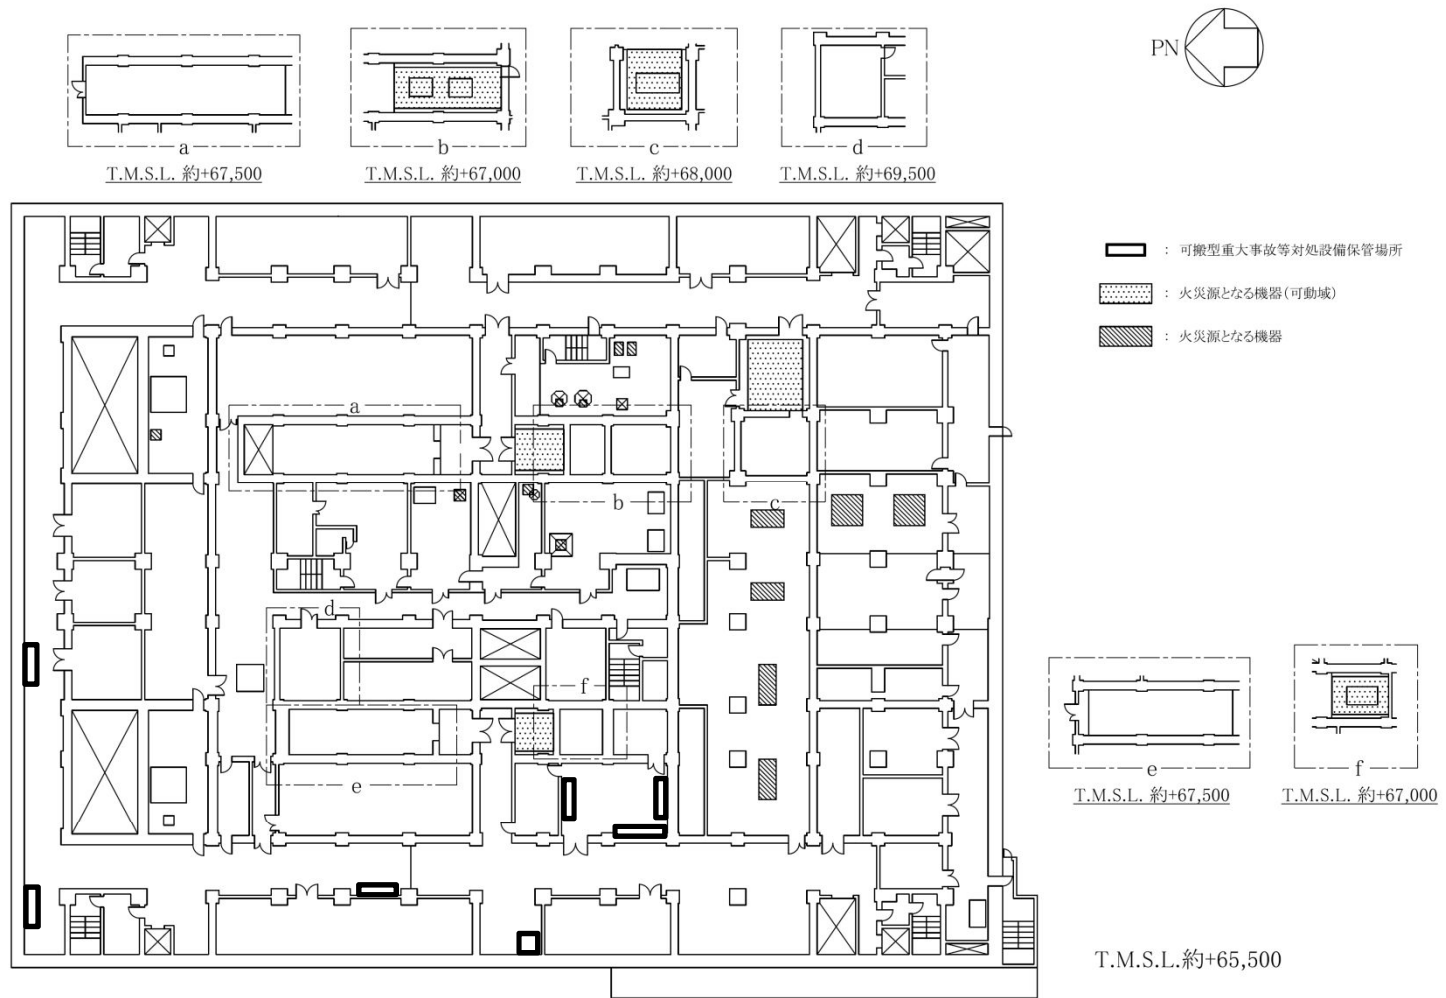 PN
a
T.M.S.L. 約+67,500
b
T.M.S.L. 約+67,000
c
T.M.S.L. 約+68,000
d
T.M.S.L. 約+69,500
： 可搬型重大事故等対処設備保管場所
： 火災源となる機器(可動域)
： 火災源となる機器
a
b
c
d
f
e
e
T.M.S.L. 約+67,500
f
T.M.S.L. 約+67,000
T.M.S.L.約+65,500